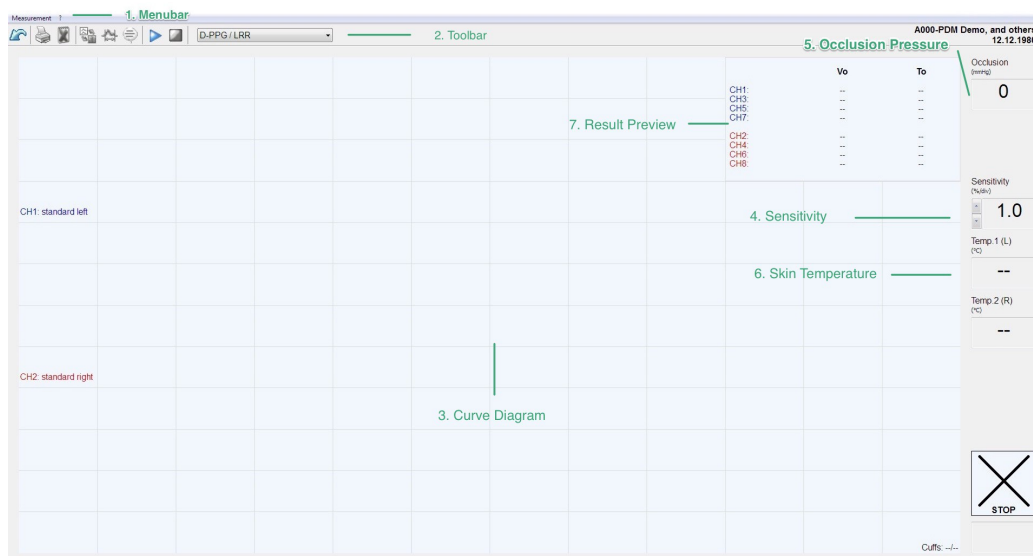 Measurement ?
1. Menubar
D-PPG / LRR
2. Toolbar
A000-PDM Demo, and others
12.12.1980
5. Occlusion Pressure
Occlusion
(mmHg)
0
Vo To
CH1: -- --
CH3: -- --
CH5: -- --
CH7: -- --
CH2: -- --
CH4: -- --
CH6: -- --
CH8: -- --
7. Result Preview
Sensitivity
(%/div)
1.0
4. Sensitivity
CH1: standard left
Temp.1 (L)
(°C)
--
6. Skin Temperature
Temp.2 (R)
(°C)
--
CH2: standard right
3. Curve Diagram
STOP
Cuffs: --/--